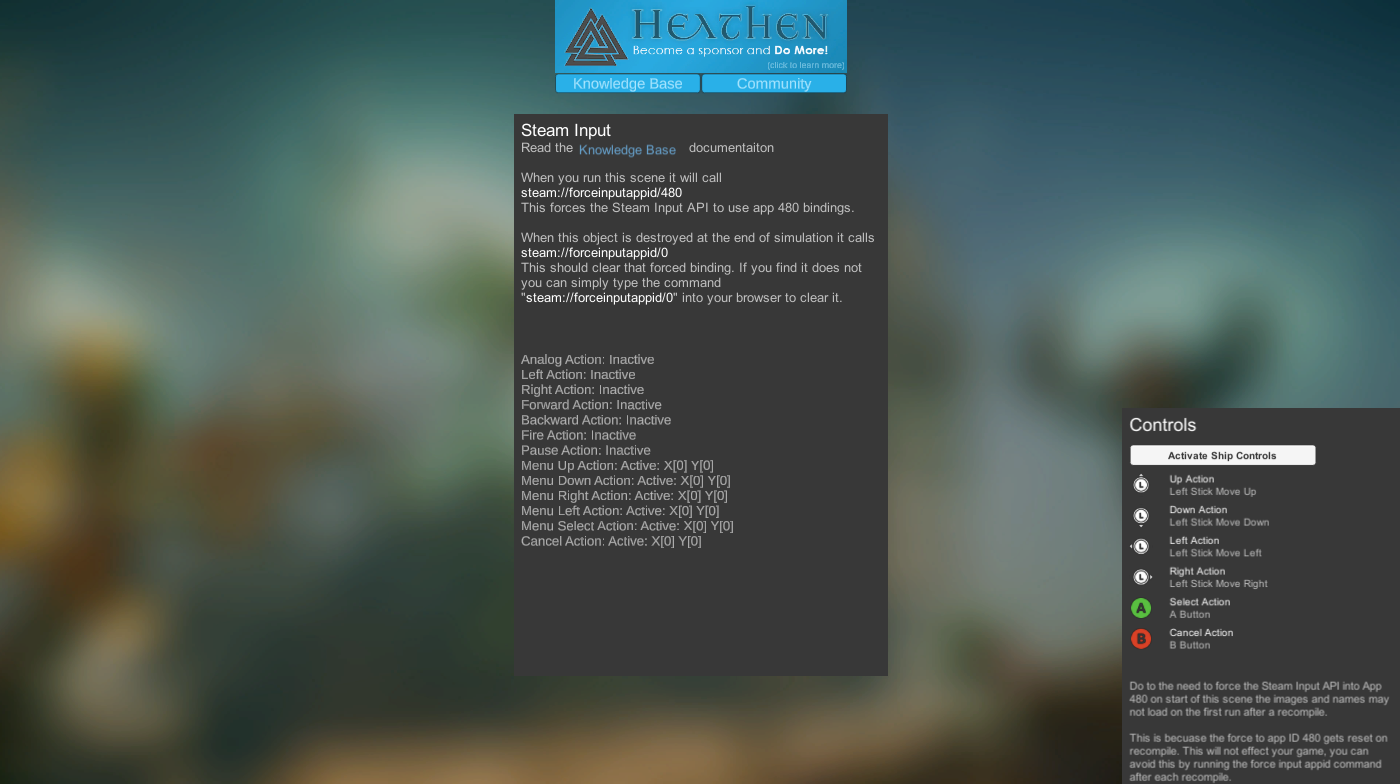 HEATHEN
Become a sponsor and Do More!
[click to learn more]
Knowledge Base
Community
Steam Input
Read the Knowledge Base documentaiton
When you run this scene it will call
steam://forceinputappid/480
This forces the Steam Input API to use app 480 bindings.
When this object is destroyed at the end of simulation it calls
steam://forceinputappid/0
This should clear that forced binding. If you find it does not
you can simply type the command
"steam://forceinputappid/0" into your browser to clear it.
Analog Action: Inactive
Left Action: Inactive
Right Action: Inactive
Forward Action: Inactive
Backward Action: Inactive
Fire Action: Inactive
Pause Action: Inactive
Menu Up Action: Active: X[0] Y[0]
Menu Down Action: Active: X[0] Y[0]
Menu Right Action: Active: X[0] Y[0]
Menu Left Action: Active: X[0] Y[0]
Menu Select Action: Active: X[0] Y[0]
Cancel Action: Active: X[0] Y[0]
Controls
Activate Ship Controls
L
Up Action
Left Stick Move Up
L
Down Action
Left Stick Move Down
L
Left Action
Left Stick Move Left
L
Right Action
Left Stick Move Right
A
Select Action
A Button
B
Cancel Action
B Button
Do to the need to force the Steam Input API into App
480 on start of this scene the images and names may
not load on the first run after a recompile.
This is becuase the force to app ID 480 gets reset on
recompile. This will not effect your game, you can
avoid this by running the force input appid command
after each recompile.